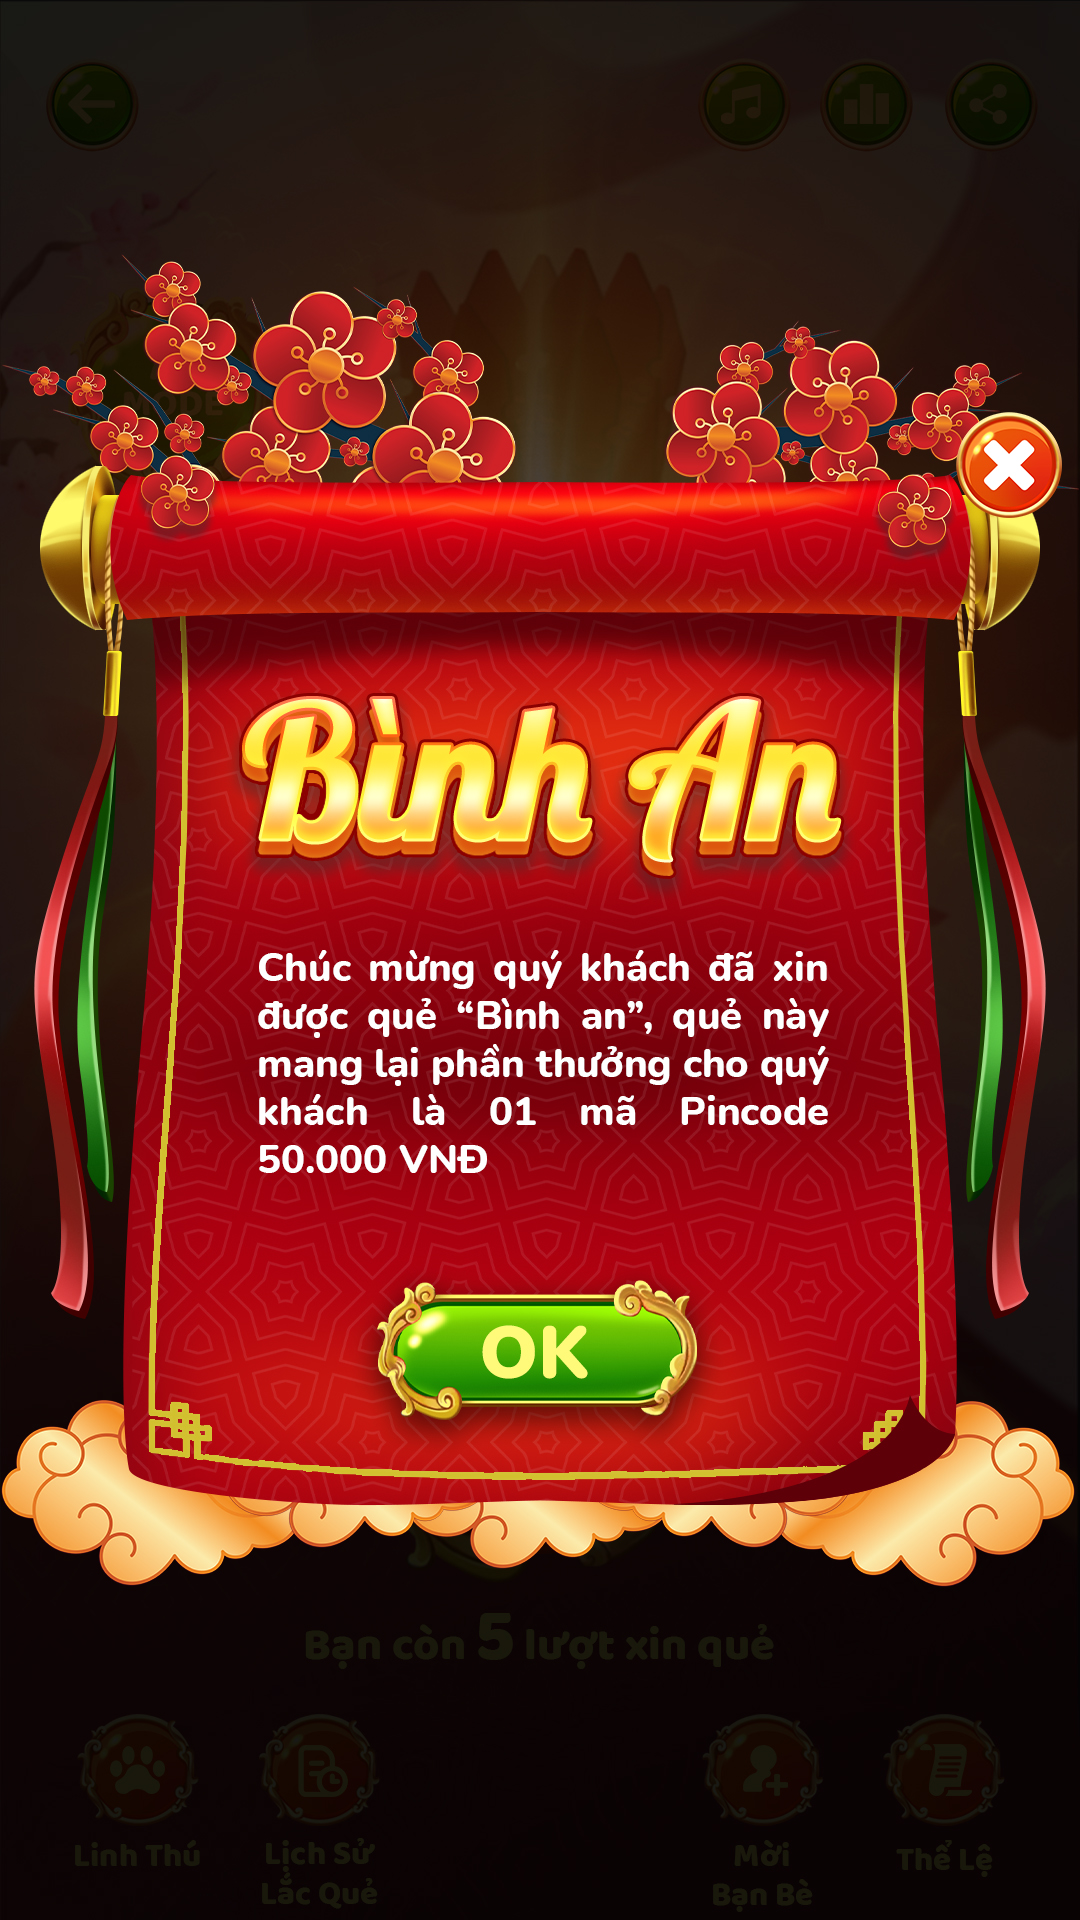 MODE
Bình An
Chúc mừng quý khách đã xin
được quẻ “Bình an”, quẻ này
mang lại phần thưởng cho quý
khách là 01 mã Pincode
50.000 VNĐ
OK
Bạn còn 5 lượt xin quẻ
Linh Thú
Lịch Sử
Lắc Quẻ
Mời
Bạn Bè
Thể Lệ